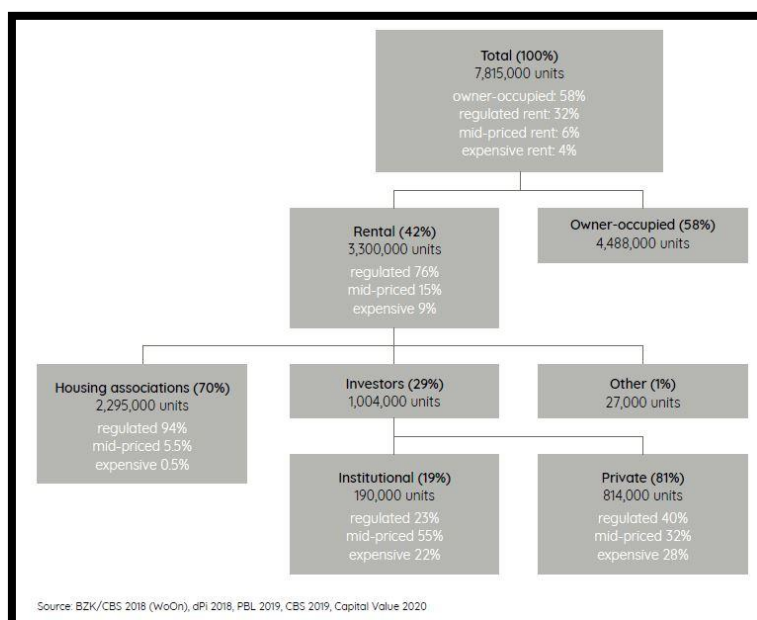 Total (100%)
7,815,000 units
owner-occupied: 58%
regulated rent: 32%
mid-priced rent: 6%
expensive rent: 4%
Rental (42%)
3,300,000 units
regulated 76%
mid-priced 15%
expensive 9%
Owner-occupied (58%)
4,488,000 units
Housing associations (70%)
2,295,000 units
regulated 94%
mid-priced 5.5%
expensive 0.5%
Investors (29%)
1,004,000 units
Other (1%)
27,000 units
Institutional (19%)
190,000 units
regulated 23%
mid-priced 55%
expensive 22%
Private (81%)
814,000 units
regulated 40%
mid-priced 32%
expensive 28%
Source: BZK/CBS 2018 (WoOn), dPi 2018, PBL 2019, CBS 2019, Capital Value 2020